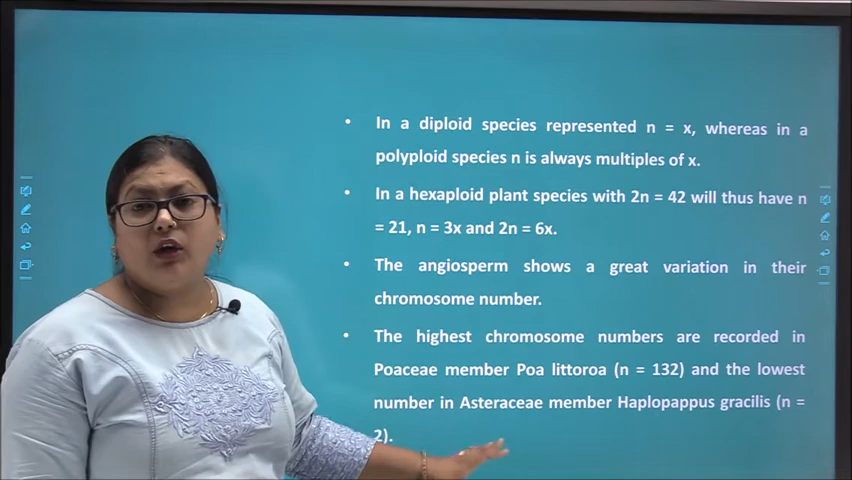 • In a diploid species represented n = x, whereas in a
polyploid species n is always multiples of x.
• In a hexaploid plant species with 2n = 42 will thus have n
= 21, n = 3x and 2n = 6x.
• The angiosperm shows a great variation in their
chromosome number.
• The highest chromosome numbers are recorded in
Poaceae member Poa littoroa (n = 132) and the lowest
number in Asteraceae member Haplopappus gracilis (n =
2).